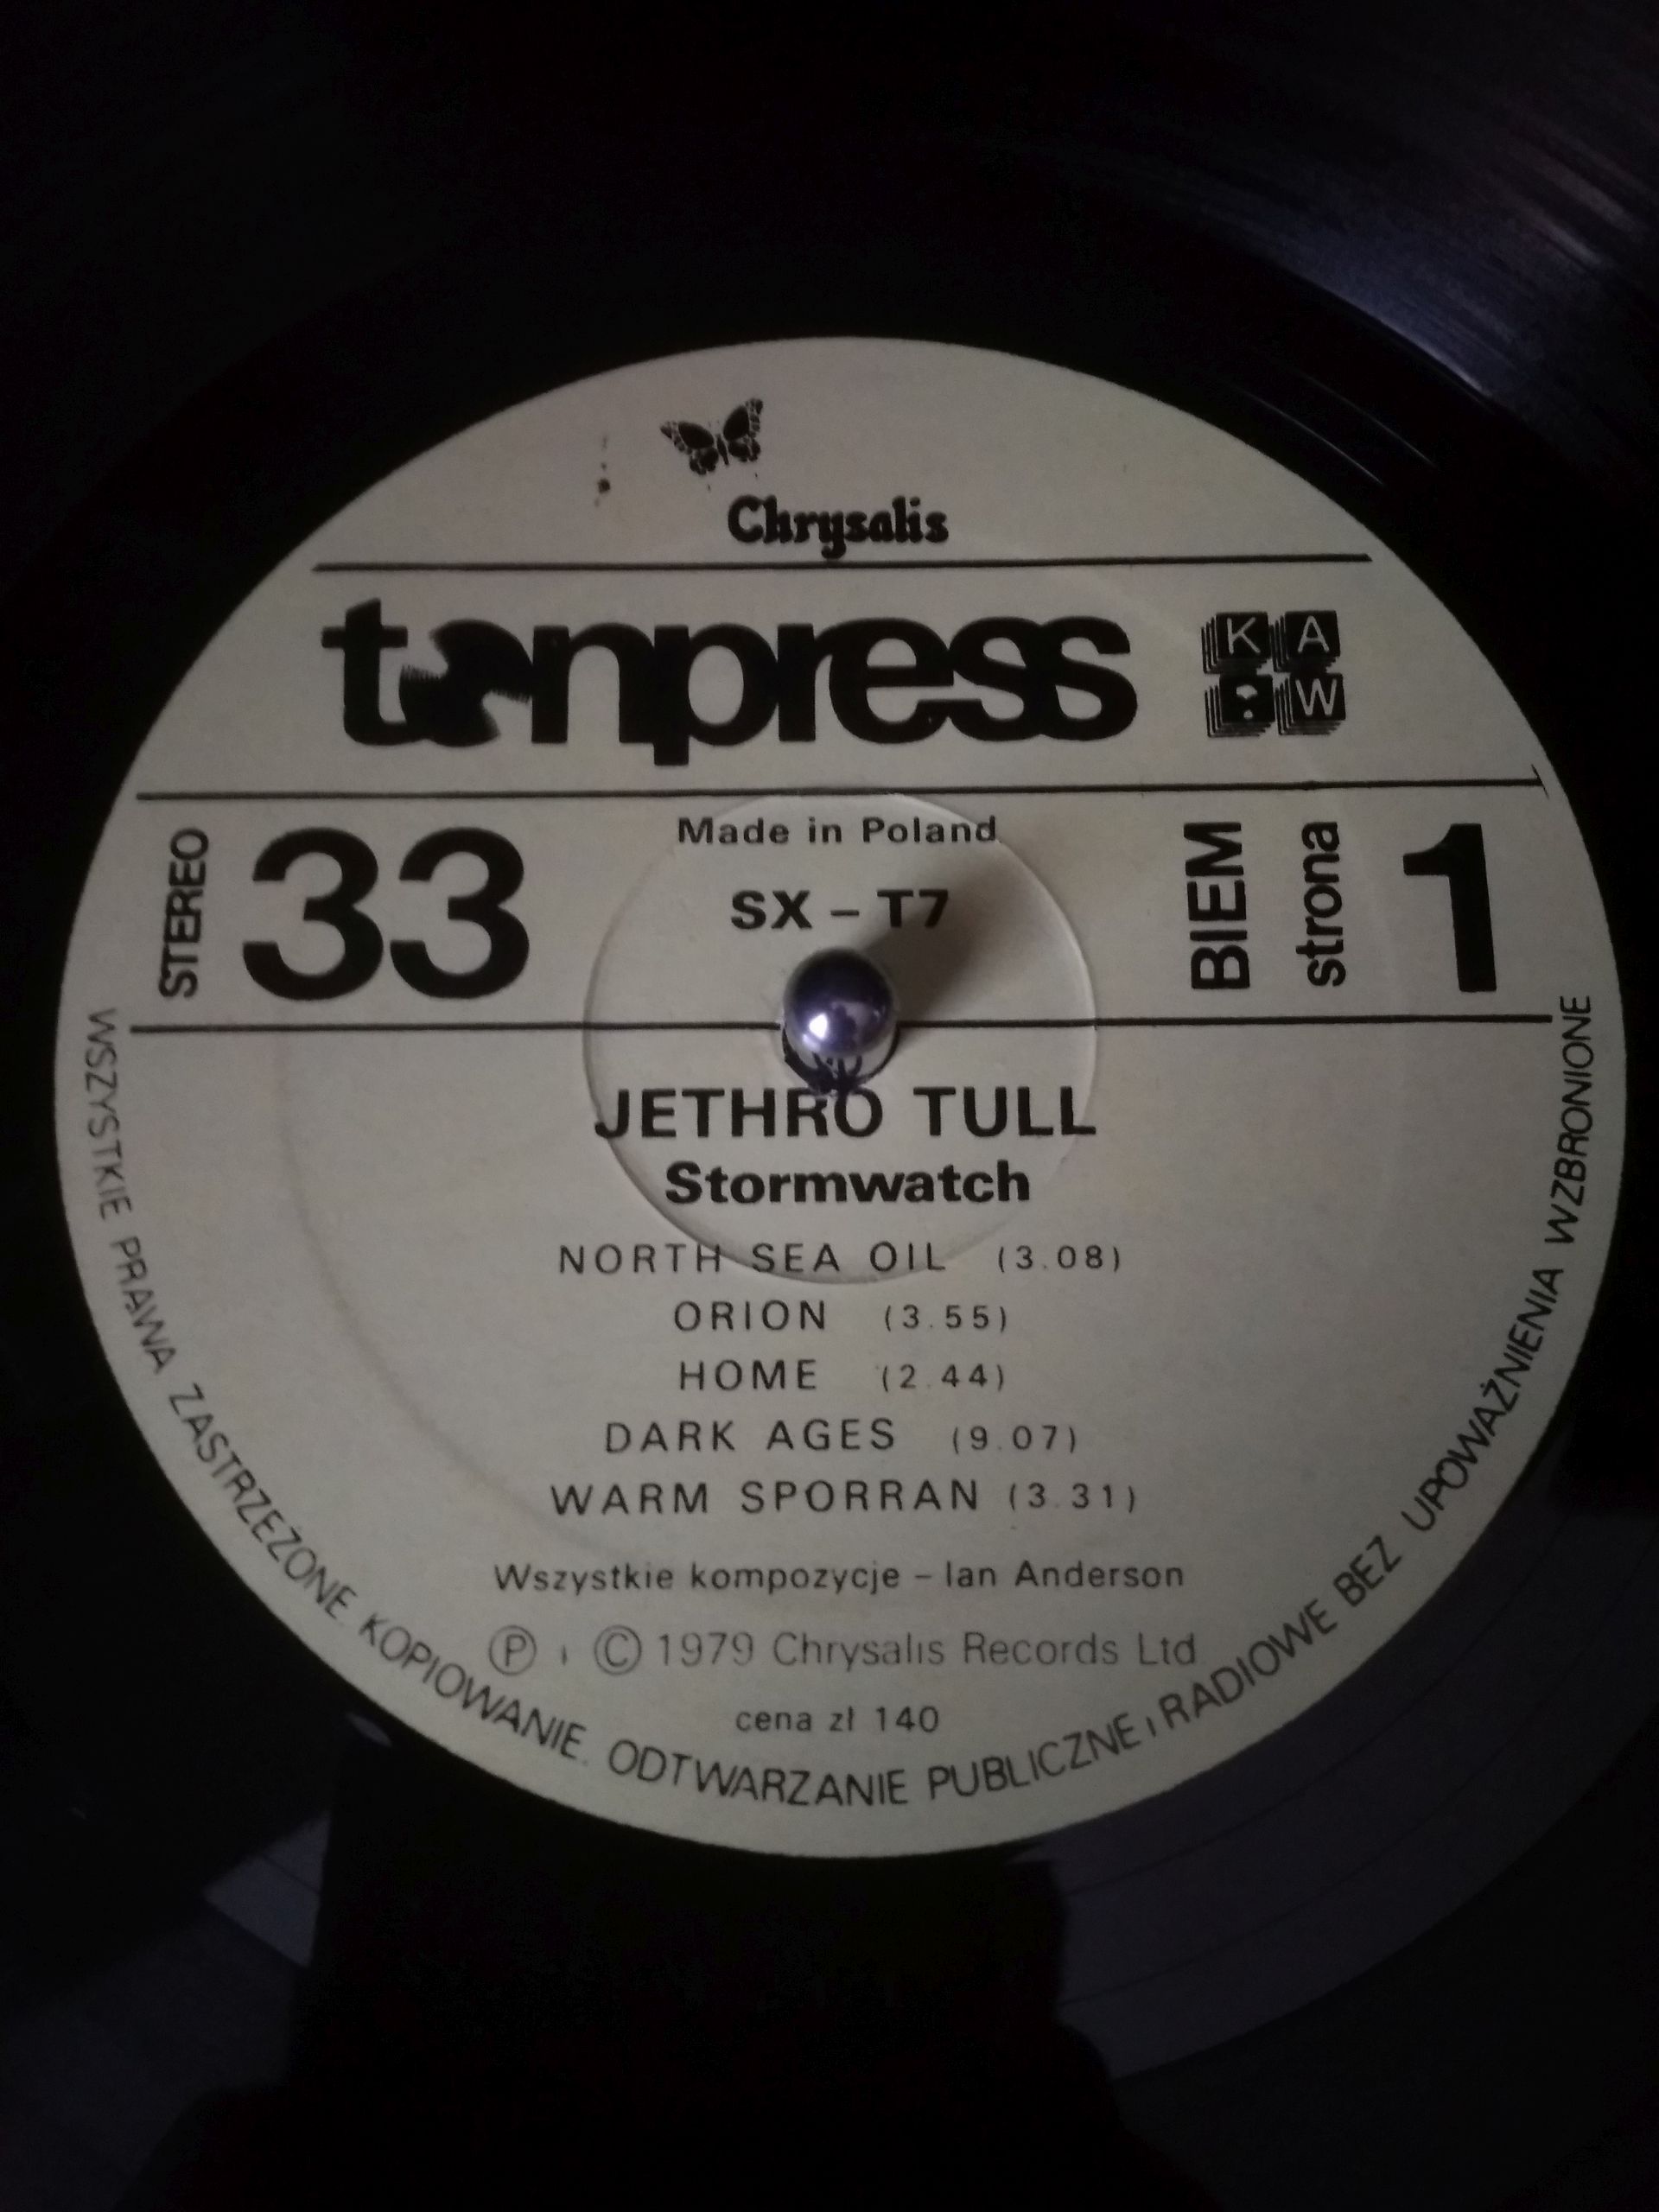 Chrysalis
tonpress
K A
W
STEREO
33
Made in Poland
SX – T7
BIEM
strona
1
JETHRO TULL
Stormwatch
NORTH SEA OIL (3.08)
ORION (3.55)
HOME (2.44)
DARK AGES (9.07)
WARM SPORRAN (3.31)
Wszystkie kompozycje – Ian Anderson
Ⓟ i © 1979 Chrysalis Records Ltd
cena zł 140
WSZYSTKIE PRAWA ZASTRZEŻONE. KOPIOWANIE. ODTWARZANIE PUBLICZNE i RADIOWE BEZ UPOWAŻNIENIA WZBRONIONE